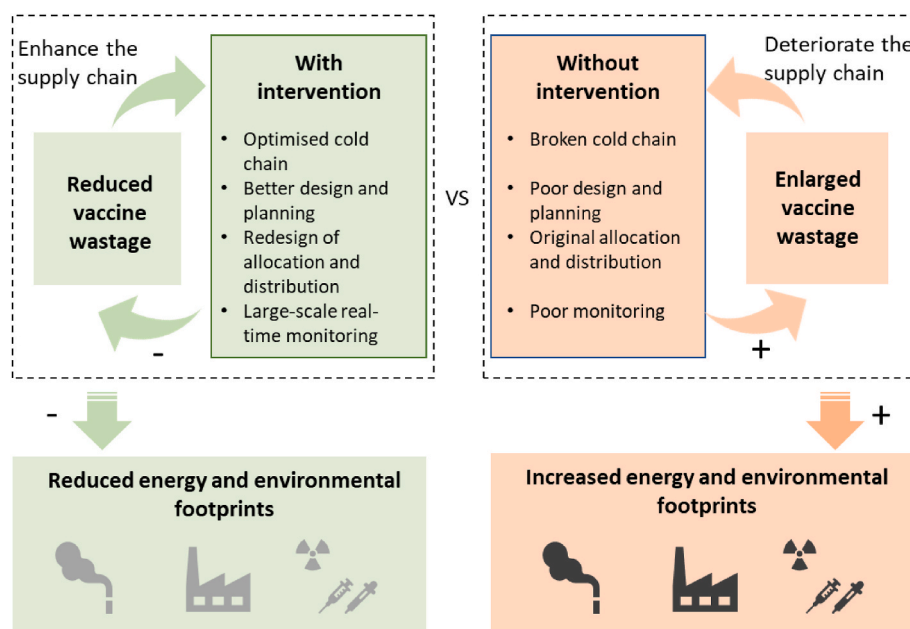 Enhance the
supply chain
With
intervention
• Optimised cold
chain
• Better design and
planning
• Redesign of
allocation and
distribution
• Large-scale real-
time monitoring
Reduced
vaccine
wastage
-
VS
Without
intervention
• Broken cold chain
• Poor design and
planning
• Original allocation
and distribution
• Poor monitoring
Deteriorate the
supply chain
Enlarged
vaccine
wastage
+
-
Reduced energy and environmental
footprints
+
Increased energy and environmental
footprints